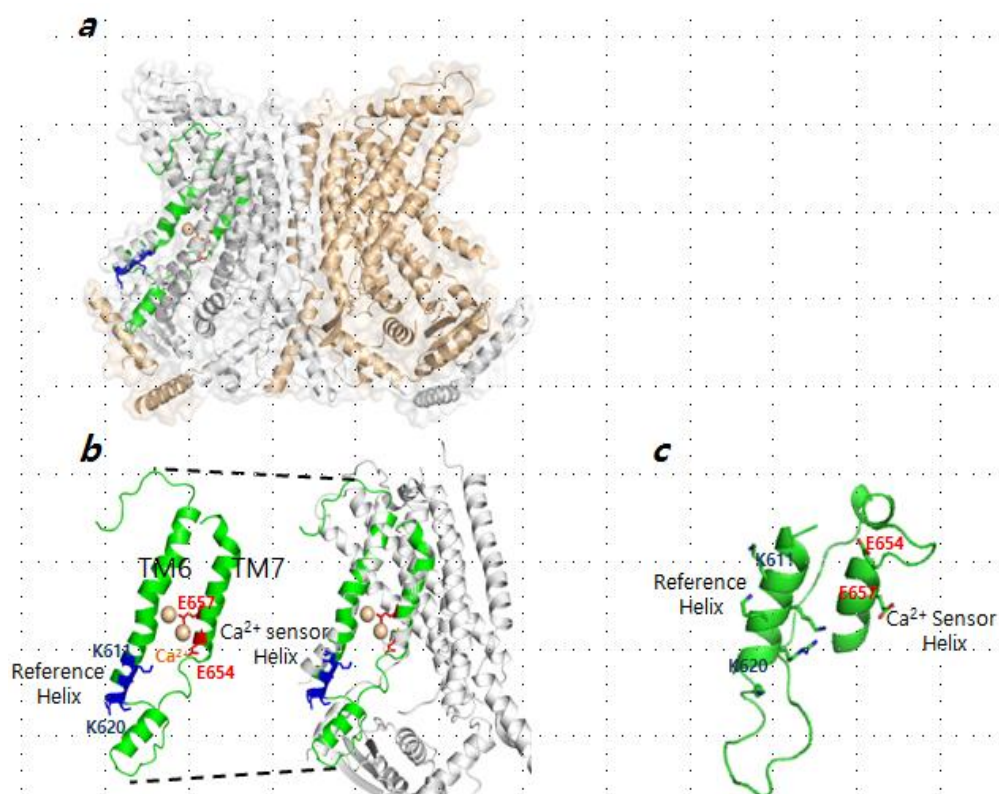 a
b
c
TM6
TM7
E657
Ca²⁺ sensor
Helix
K611
Ca²⁺
E654
Reference
Helix
K620
E654
K611
Reference
Helix
E657
Ca²⁺ Sensor
Helix
K620